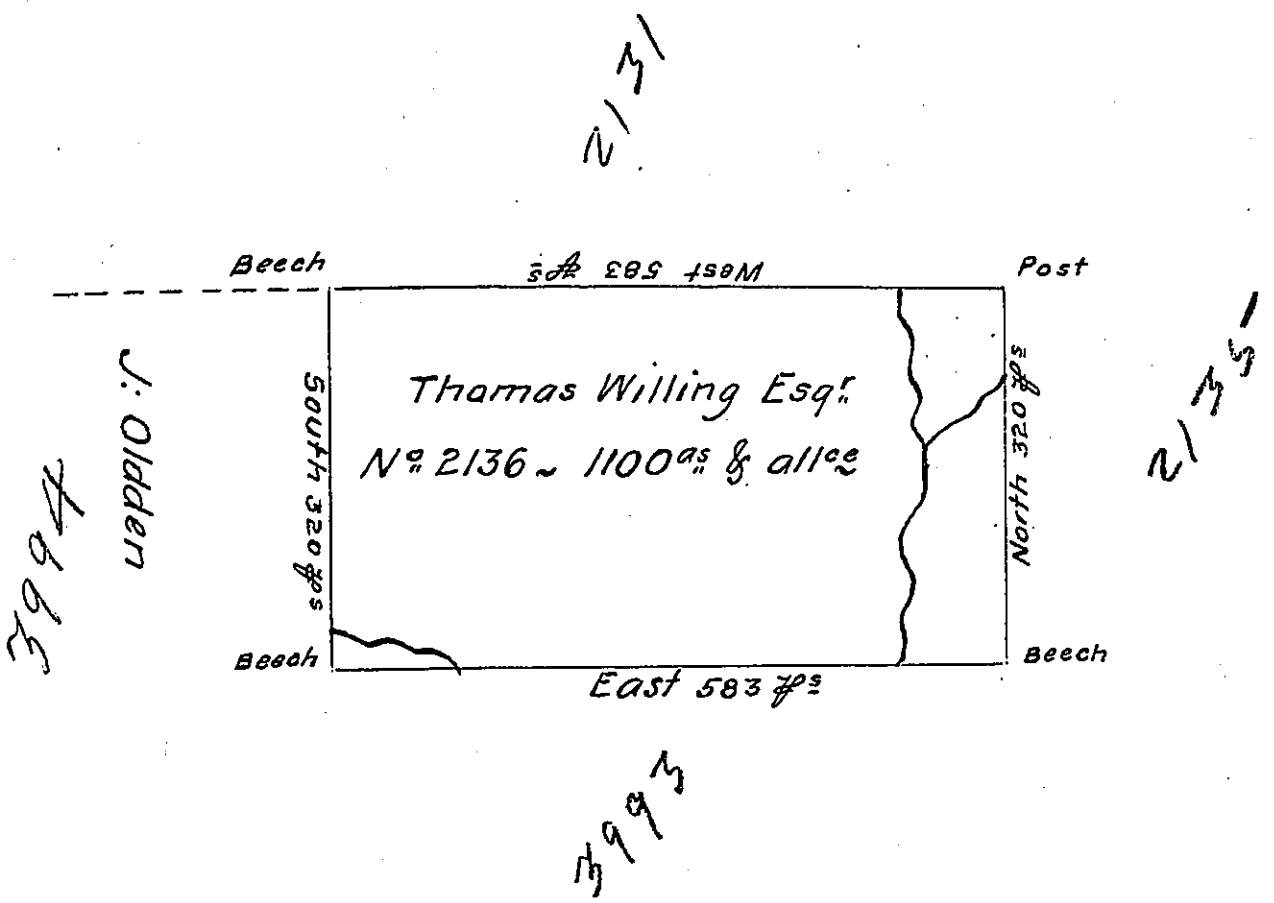 2131
Beech
West 583 ps
Post
J: Oldden
3994
South 320 ps
Thomas Willing Esqr.
No 2136 ~ 1100as & allce
North 320 ps
2135
Beech
East 583 ps
Beech
3993